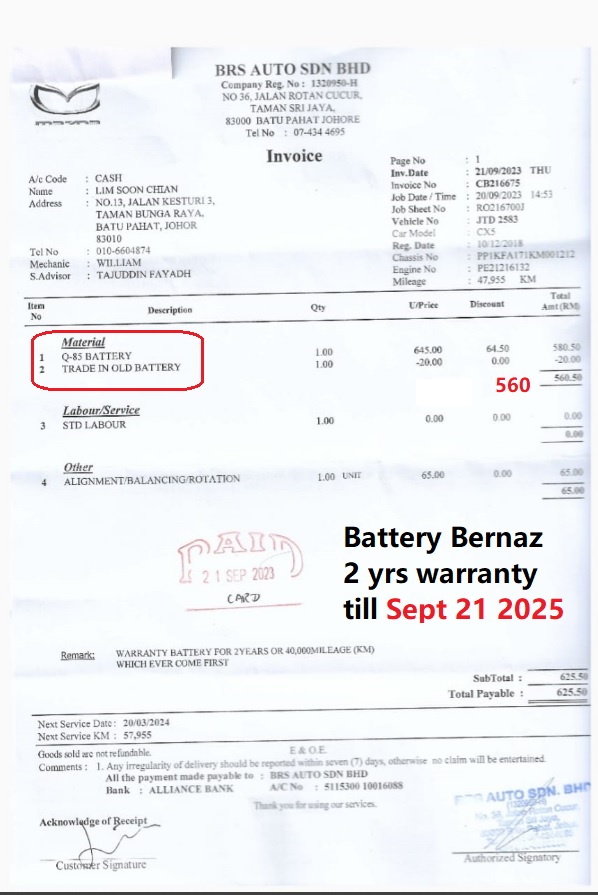 BRS AUTO SDN BHD
Company Reg. No : 1320950-H
NO 36, JALAN ROTAN CUCUR,
TAMAN SRI JAYA,
83000 BATU PAHAT JOHORE
Tel No : 07-434 4695
Invoice
A/c Code : CASH
Name : LIM SOON CHIAN
Address : NO.13, JALAN KESTURI 3,
TAMAN BUNGA RAYA,
BATU PAHAT, JOHOR
83010
Tel No : 010-6604874
Mechanic : WILLIAM
S.Advisor : TAJUDDIN FAYADH
Page No : 1
Inv.Date : 21/09/2023 THU
Invoice No : CB216675
Job Date / Time : 20/09/2023 14:53
Job Sheet No : RO216700J
Vehicle No : JTD 2583
Car Model : CX5
Reg. Date : 10/12/2018
Chassis No : PP1KFA171KM001212
Engine No : PE21216132
Mileage : 47,955 KM
Item No Description Qty U/Price Discount Total Amt (RM)
Material
1 Q-85 BATTERY 1.00 645.00 64.50 580.50
2 TRADE IN OLD BATTERY 1.00 -20.00 0.00 -20.00
560 560.50
Labour/Service
3 STD LABOUR 1.00 0.00 0.00 0.00
0.00
Other
4 ALIGNMENT/BALANCING/ROTATION 1.00 UNIT 65.00 0.00 65.00
65.00
PAID
21 SEP 2023
CARD
Battery Bernaz
2 yrs warranty
till Sept 21 2025
Remark: WARRANTY BATTERY FOR 2YEARS OR 40,000MILEAGE (KM)
WHICH EVER COME FIRST
SubTotal : 625.50
Total Payable : 625.50
Next Service Date : 20/03/2024
Next Service KM : 57,955
Goods sold are not refundable. E & O.E.
Comments : 1. Any irregularity of delivery should be reported within seven (7) days, otherwise no claim will be entertained.
All the payment made payable to : BRS AUTO SDN BHD
Bank : ALLIANCE BANK A/C No : 5115300 10016088
Thank you for using our services.
Acknowledge of Receipt
Customer Signature
BRS AUTO SDN. BHD
Authorized Signatory